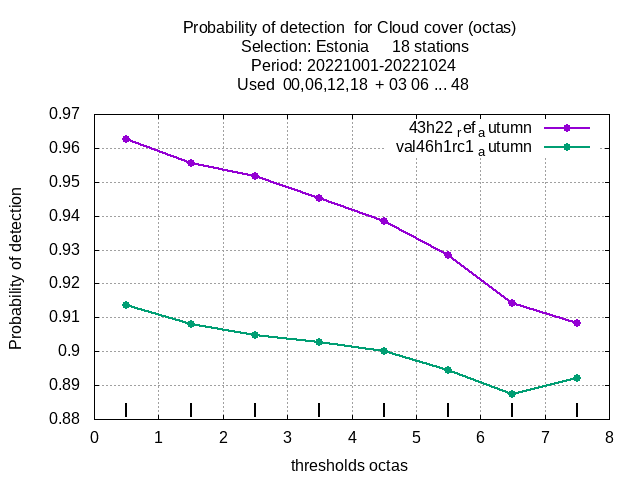 Probability of detection  for Cloud cover (octas)
Selection: Estonia     18 stations
Period: 20221001-20221024
Used  00,06,12,18  + 03 06 ... 48
43h22 ref autumn
val46h1rc1 autumn
Probability of detection
0.97
0.96
0.95
0.94
0.93
0.92
0.91
0.9
0.89
0.88
0 1 2 3 4 5 6 7 8
thresholds octas